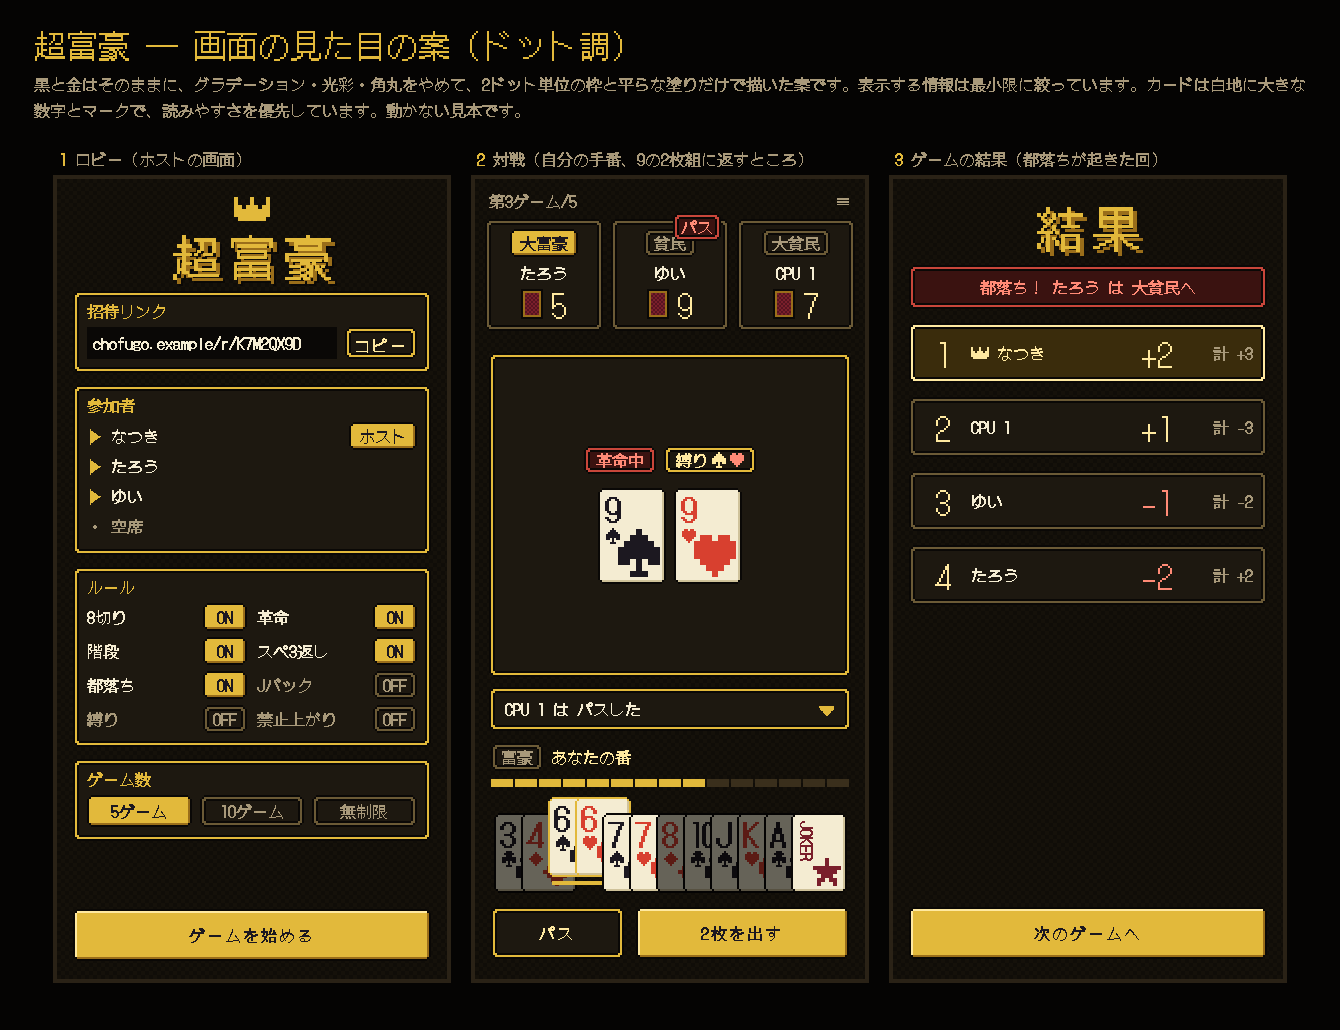 超富豪 ― 画面の見た目の案（ドット調）
黒と金はそのままに、グラデーション・光彩・角丸をやめて、2ドット単位の枠と平らな塗りだけで描いた案です。表示する情報は最小限に絞っています。カードは白地に大きな
数字とマークで、読みやすさを優先しています。動かない見本です。
1 ロビー（ホストの画面）
超富豪
招待リンク
chofugo.example/r/K7M2QX9D
コピー
参加者
なつき
ホスト
たろう
ゆい
・ 空席
ルール
8切り ON 革命 ON
階段 ON スペ3返し ON
都落ち ON Jバック OFF
縛り OFF 禁止上がり OFF
ゲーム数
5ゲーム 10ゲーム 無制限
ゲームを始める
2 対戦（自分の手番、9の2枚組に返すところ）
第3ゲーム/5
パス
大富豪 貧民 大貧民
たろう ゆい CPU 1
5 9 7
革命中 縛り♠♥
9 9
CPU 1 は パスした
富豪 あなたの番
3 4 6 6 7 7 8 10 J K A JOKER
パス 2枚を出す
3 ゲームの結果（都落ちが起きた回）
結果
都落ち！ たろう は 大貧民へ
1 なつき +2 計 +3
2 CPU 1 +1 計 -3
3 ゆい -1 計 -2
4 たろう -2 計 +2
次のゲームへ